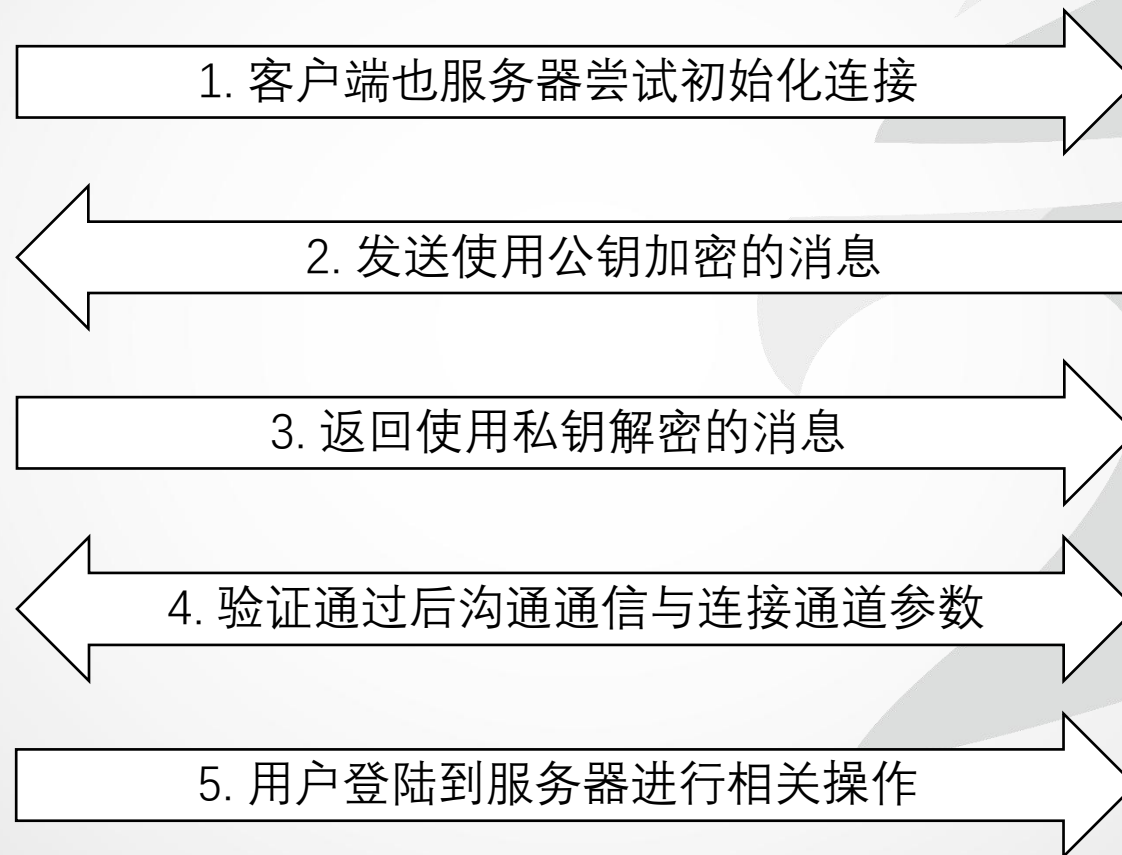 1. 客户端也服务器尝试初始化连接
2. 发送使用公钥加密的消息
3. 返回使用私钥解密的消息
4. 验证通过后沟通通信与连接通道参数
5. 用户登陆到服务器进行相关操作